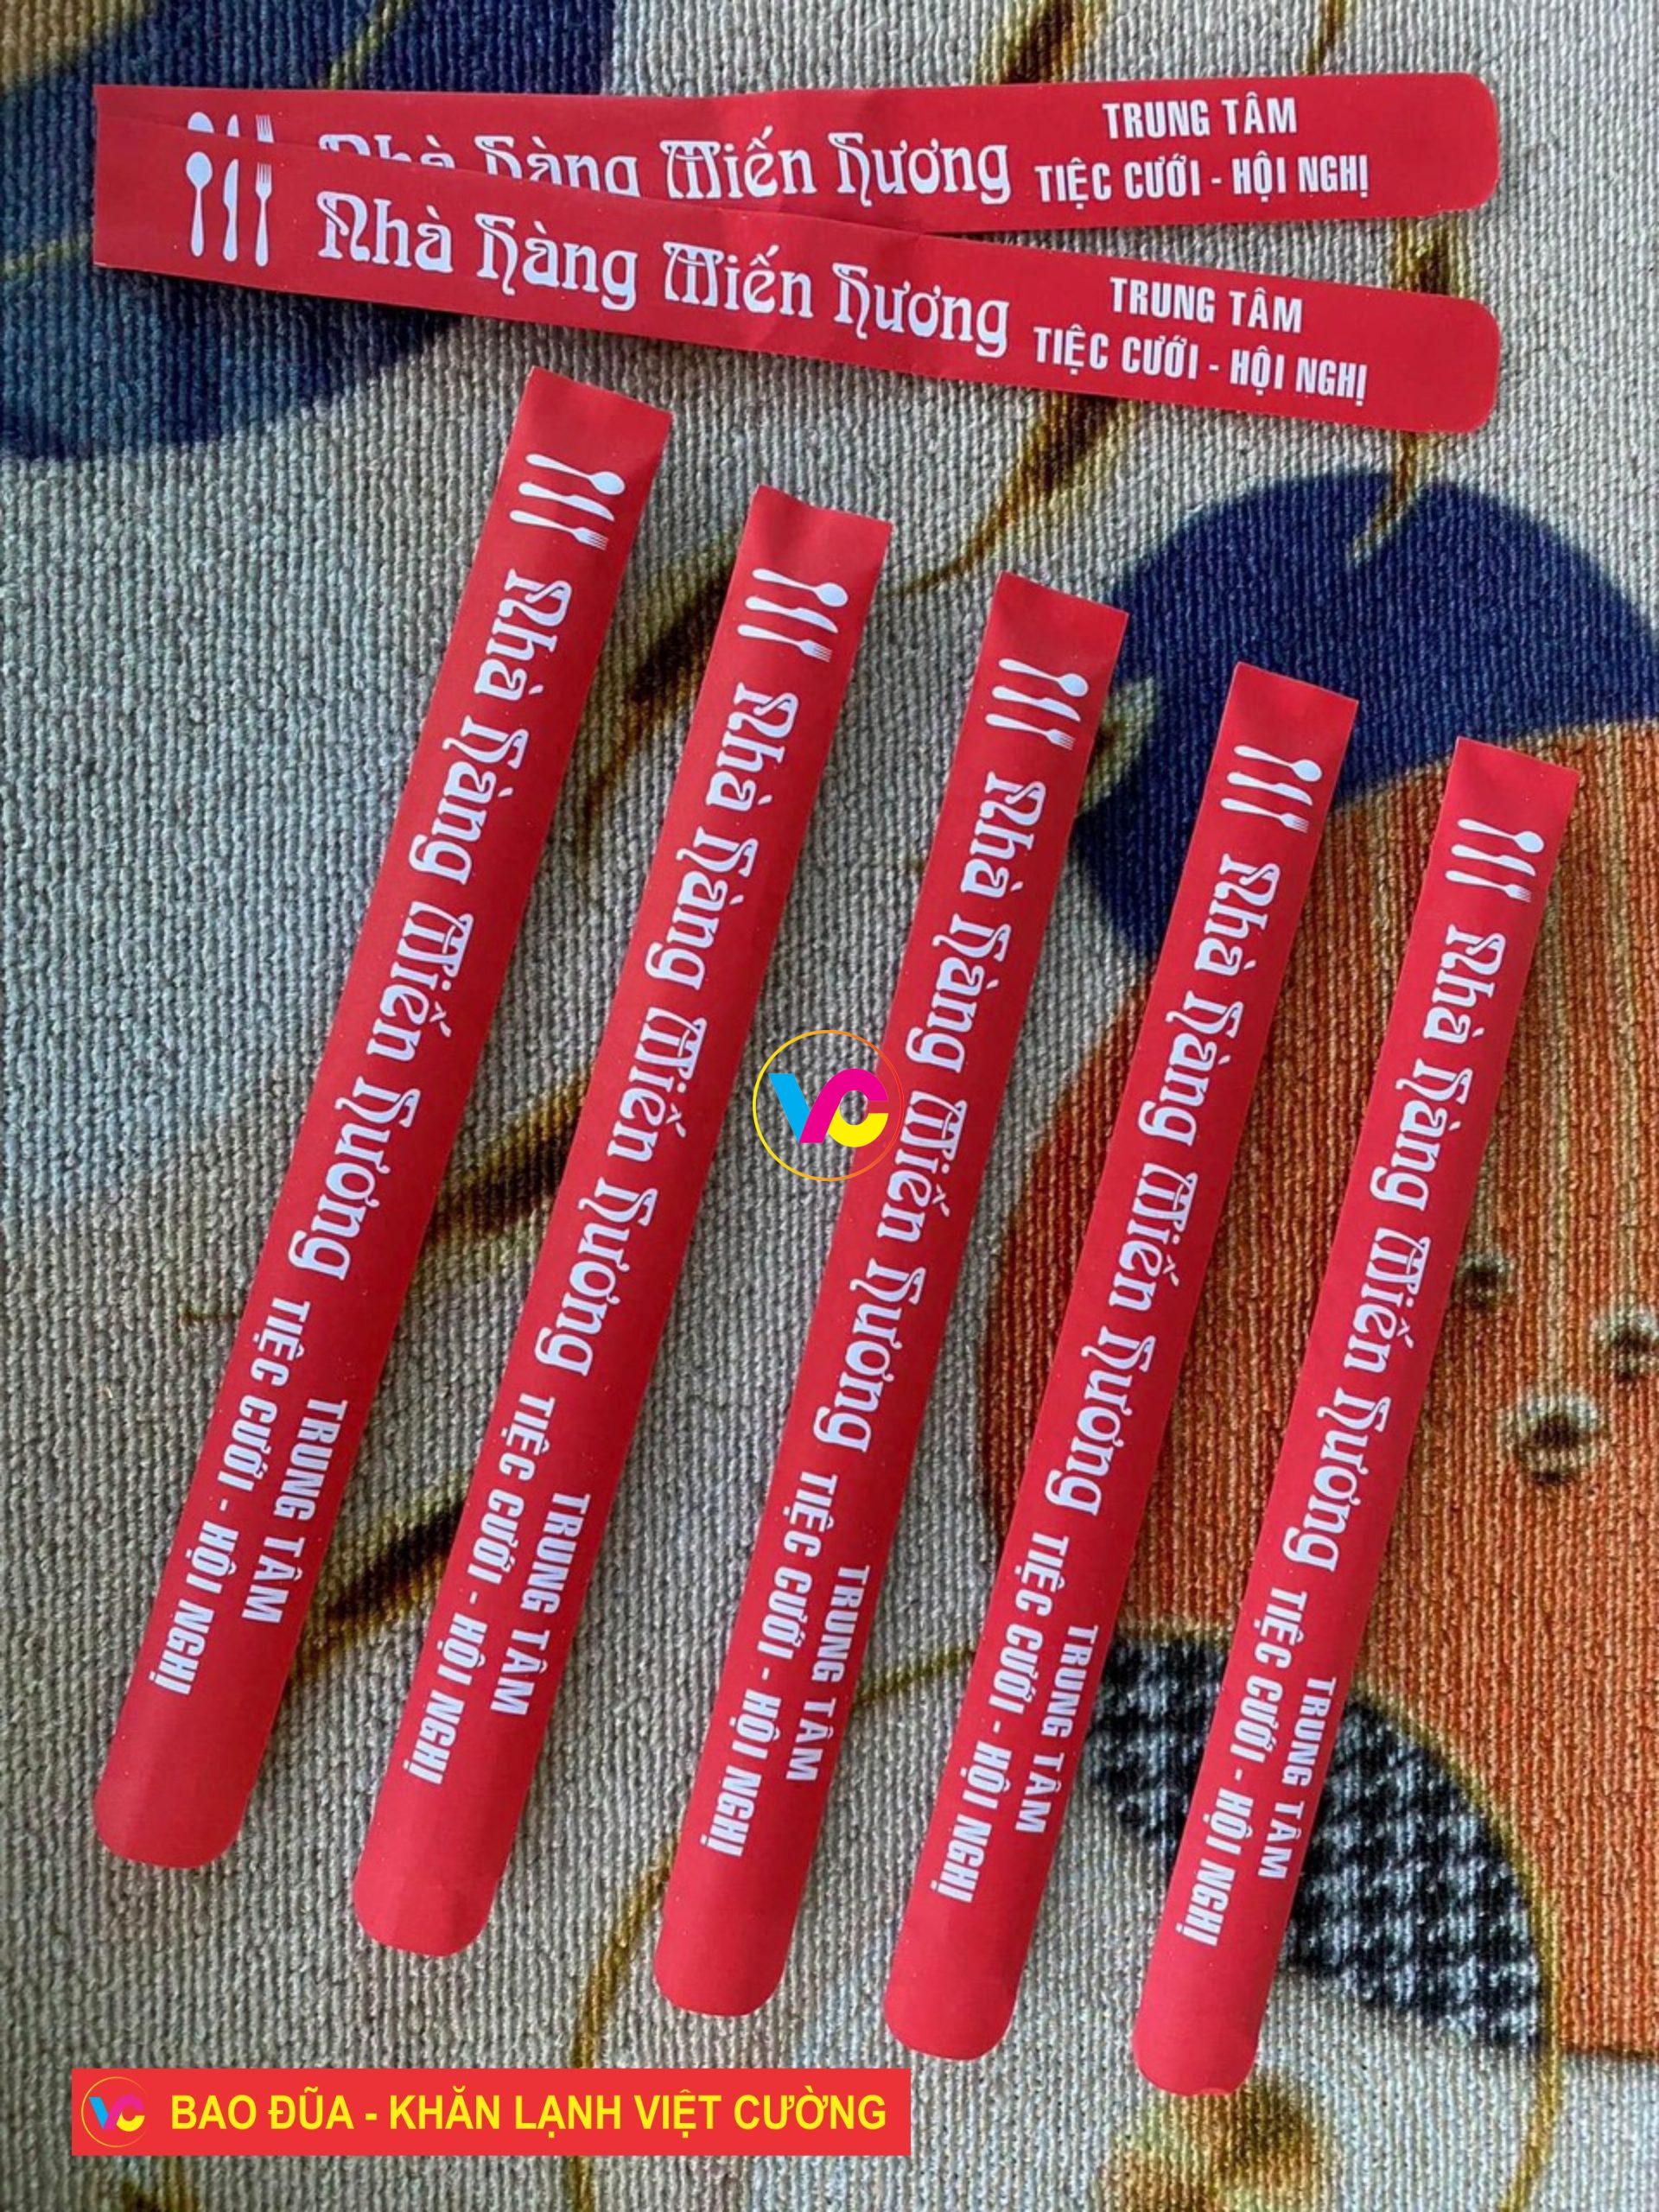 Nhà Hàng Miến Hương
TRUNG TÂM
TIỆC CƯỚI - HỘI NGHỊ
Nhà Hàng Miến Hương
TRUNG TÂM
TIỆC CƯỚI - HỘI NGHỊ
Nhà Hàng Miến Hương
TRUNG TÂM
TIỆC CƯỚI - HỘI NGHỊ
Nhà Hàng Miến Hương
TRUNG TÂM
TIỆC CƯỚI - HỘI NGHỊ
Nhà Hàng Miến Hương
TRUNG TÂM
TIỆC CƯỚI - HỘI NGHỊ
Nhà Hàng Miến Hương
TRUNG TÂM
TIỆC CƯỚI - HỘI NGHỊ
Nhà Hàng Miến Hương
TRUNG TÂM
TIỆC CƯỚI - HỘI NGHỊ
VC
VC BAO ĐŨA - KHĂN LẠNH VIỆT CƯỜNG